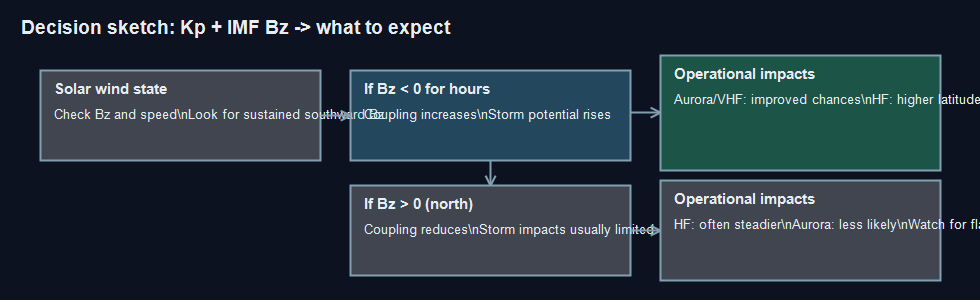 Decision sketch: Kp + IMF Bz -> what to expect
Solar wind state
Check Bz and speed\nLook for sustained southward Bz
If Bz < 0 for hours
Coupling increases\nStorm potential rises
Operational impacts
Aurora/VHF: improved chances\nHF: higher latitude
If Bz > 0 (north)
Coupling reduces\nStorm impacts usually limited
Operational impacts
HF: often steadier\nAurora: less likely\nWatch for